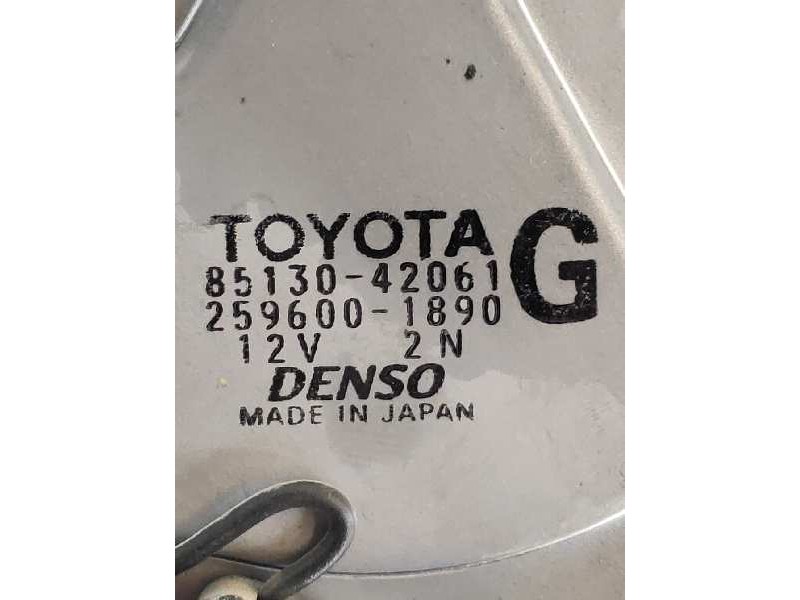 TOYOTA G
85130-42061
259600-1890
12V 2N
DENSO
MADE IN JAPAN